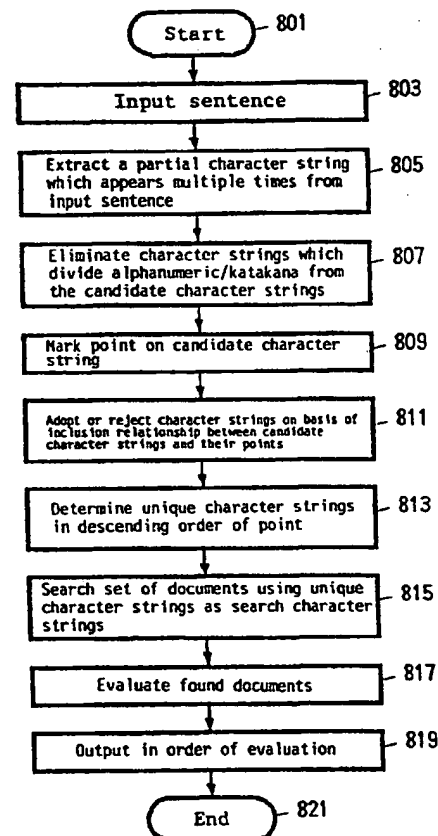 Start
801
Input sentence
803
Extract a partial character string
which appears multiple times from
input sentence
805
Eliminate character strings which
divide alphanumeric/katakana from
the candidate character strings
807
Mark point on candidate character
string
809
Adopt or reject character strings on basis of
inclusion relationship between candidate
character strings and their points
811
Determine unique character strings
in descending order of point
813
Search set of documents using unique
character strings as search character
strings
815
Evaluate found documents
817
Output in order of evaluation
819
End
821